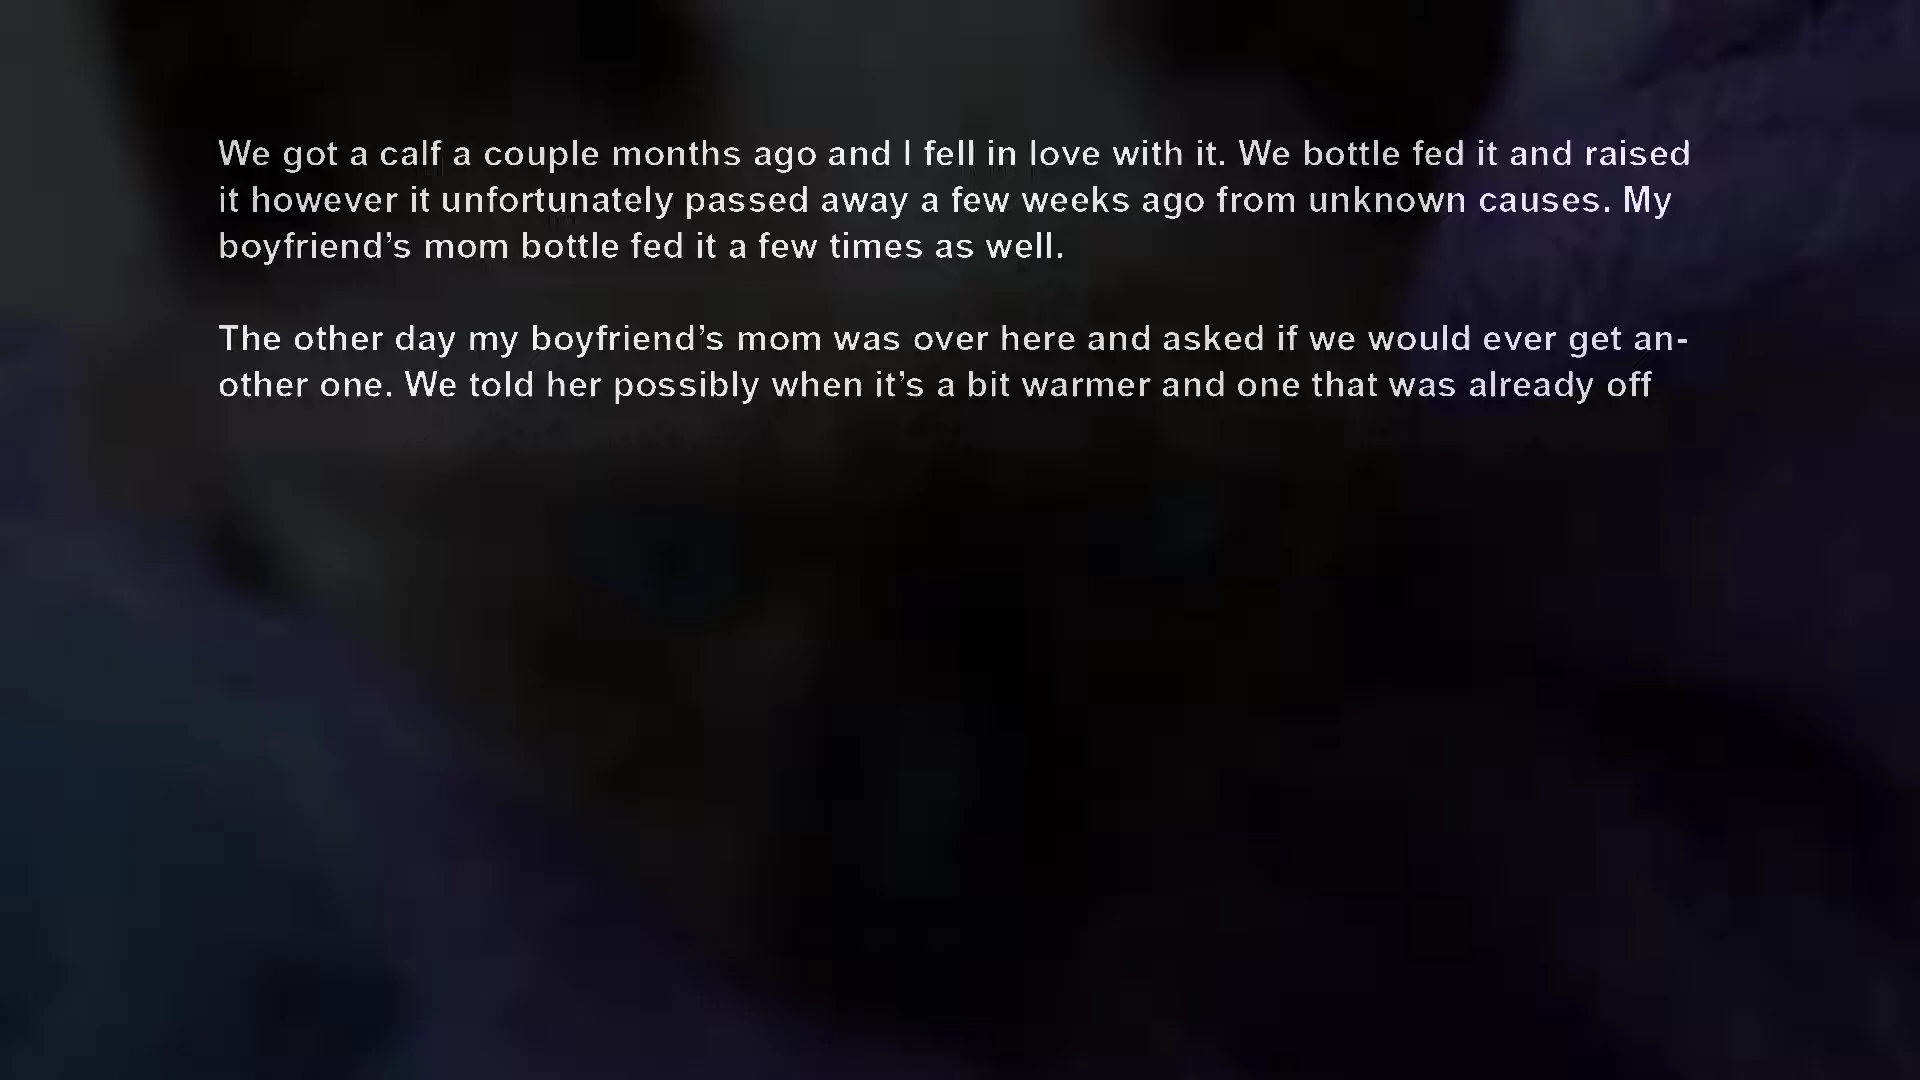 We got a calf a couple months ago and I fell in love with it. We bottle fed it and raised
it however it unfortunately passed away a few weeks ago from unknown causes. My
boyfriend’s mom bottle fed it a few times as well.
The other day my boyfriend’s mom was over here and asked if we would ever get an-
other one. We told her possibly when it’s a bit warmer and one that was already off